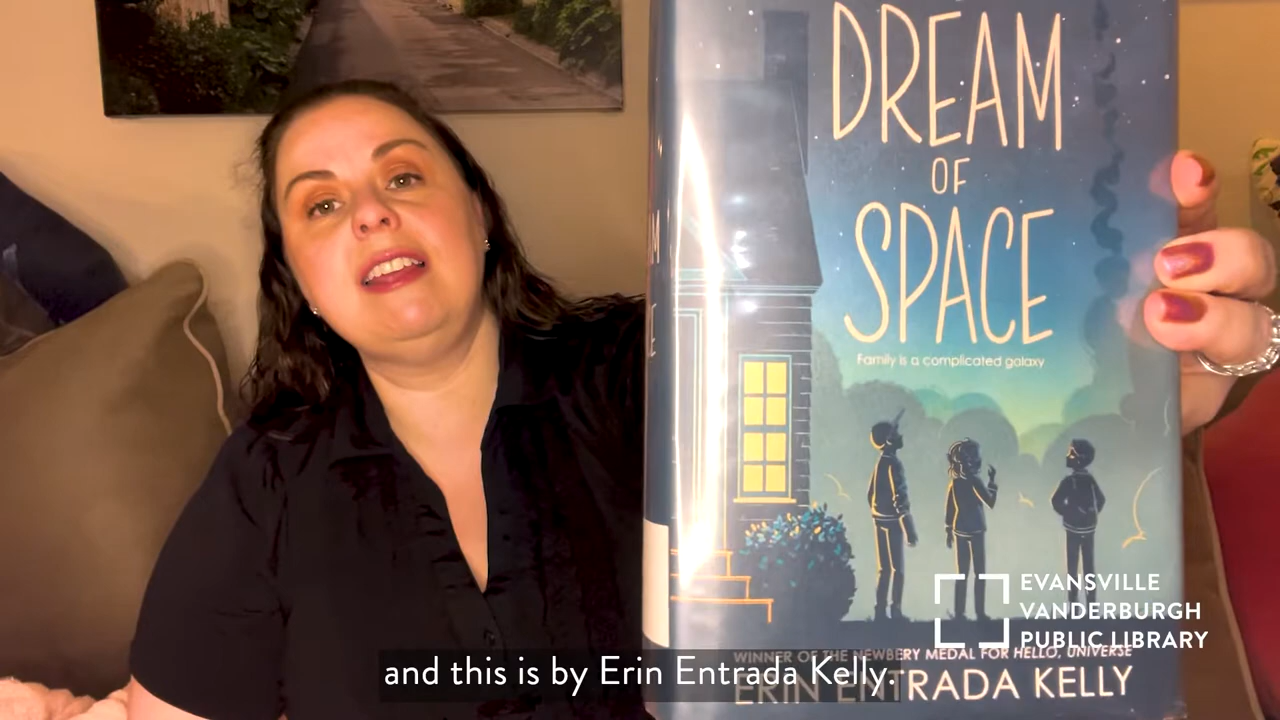 DREAM
OF
SPACE
Family is a complicated galaxy
WINNER OF THE NEWBERY MEDAL FOR HELLO, UNIVERSE
ERIN ENTRADA KELLY
EVANSVILLE
VANDERBURGH
PUBLIC LIBRARY
and this is by Erin Entrada Kelly.